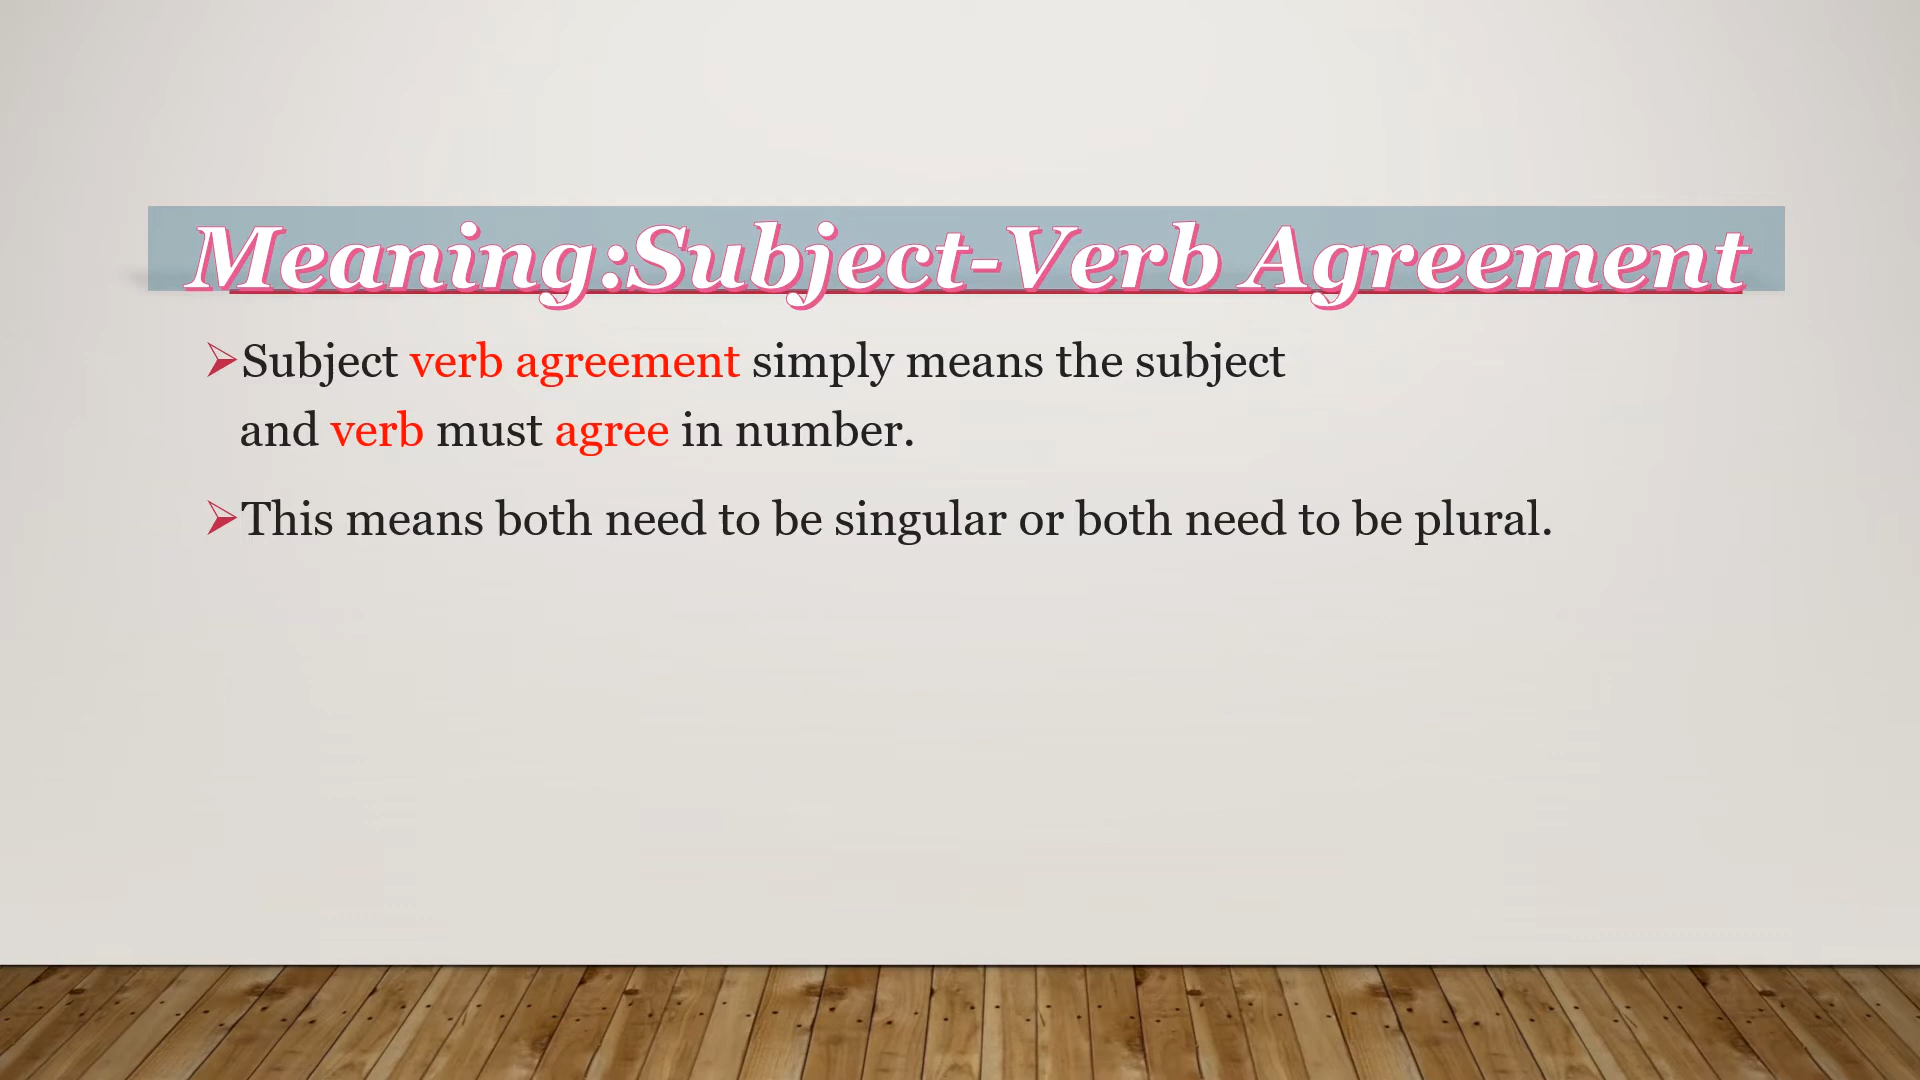 Meaning:Subject-Verb Agreement
Subject verb agreement simply means the subject
and verb must agree in number.
This means both need to be singular or both need to be plural.